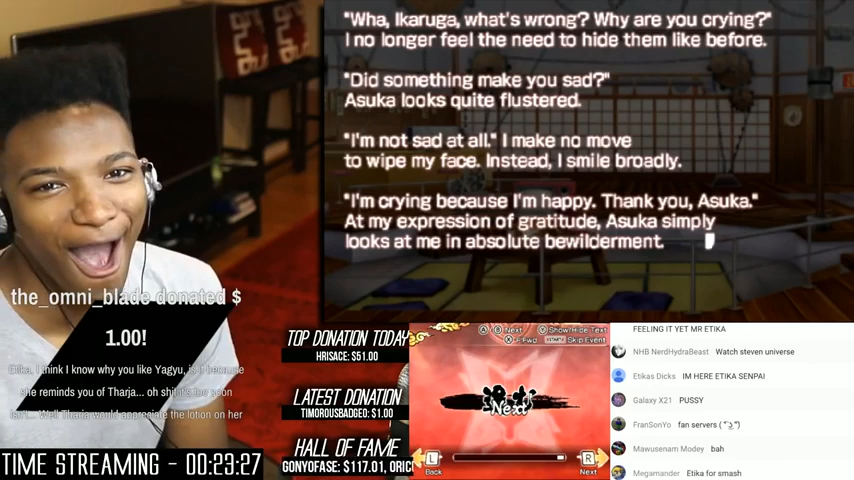 "Wha, Ikaruga, what's wrong? Why are you crying?"
I no longer feel the need to hide them like before.
"Did something make you sad?"
Asuka looks quite flustered.
"I'm not sad at all." I make no move
to wipe my face. Instead, I smile broadly.
"I'm crying because I'm happy. Thank you, Asuka."
At my expression of gratitude, Asuka simply
looks at me in absolute bewilderment.
the_omni_blade donated $
1.00!
Etika, I think I know why you like Yagyu, is it because
she reminds you of Tharja... oh shit it's too soon
isn't... Well Tharja would appreciate the lotion on her
TIME STREAMING - 00:23:27
TOP DONATION TODAY
HRISACE: $51.00
LATEST DONATION
TIMOROUSBADGED: $1.00
HALL OF FAME
GONYOFASE: $117.01, ORIC
A B Next Y Show/Hide Text
X F.Fwd START Skip Event
Next
L R
Back Next
FEELING IT YET MR ETIKA
NHB NerdHydraBeast Watch steven universe
Etikas Dicks IM HERE ETIKA SENPAI
Galaxy X21 PUSSY
FranSonYo fan servers ( ͡° ͜ʖ ͡°)
Mawusenam Modey bah
Megamander Etika for smash